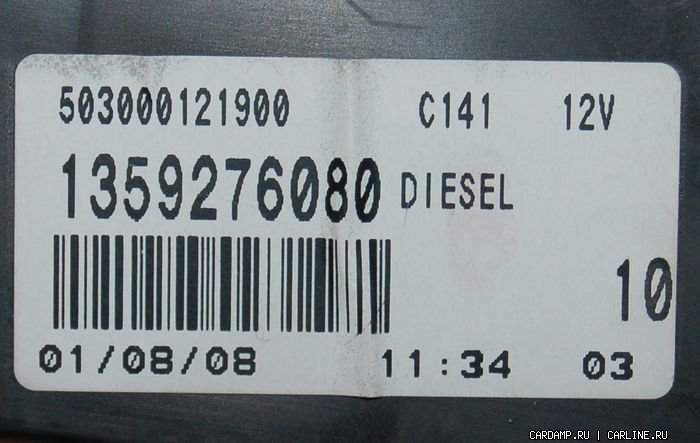 503000121900 C141 12V
1359276080 DIESEL
10
01/08/08 11:34 03
CARDAMP.RU | CARLINE.RU